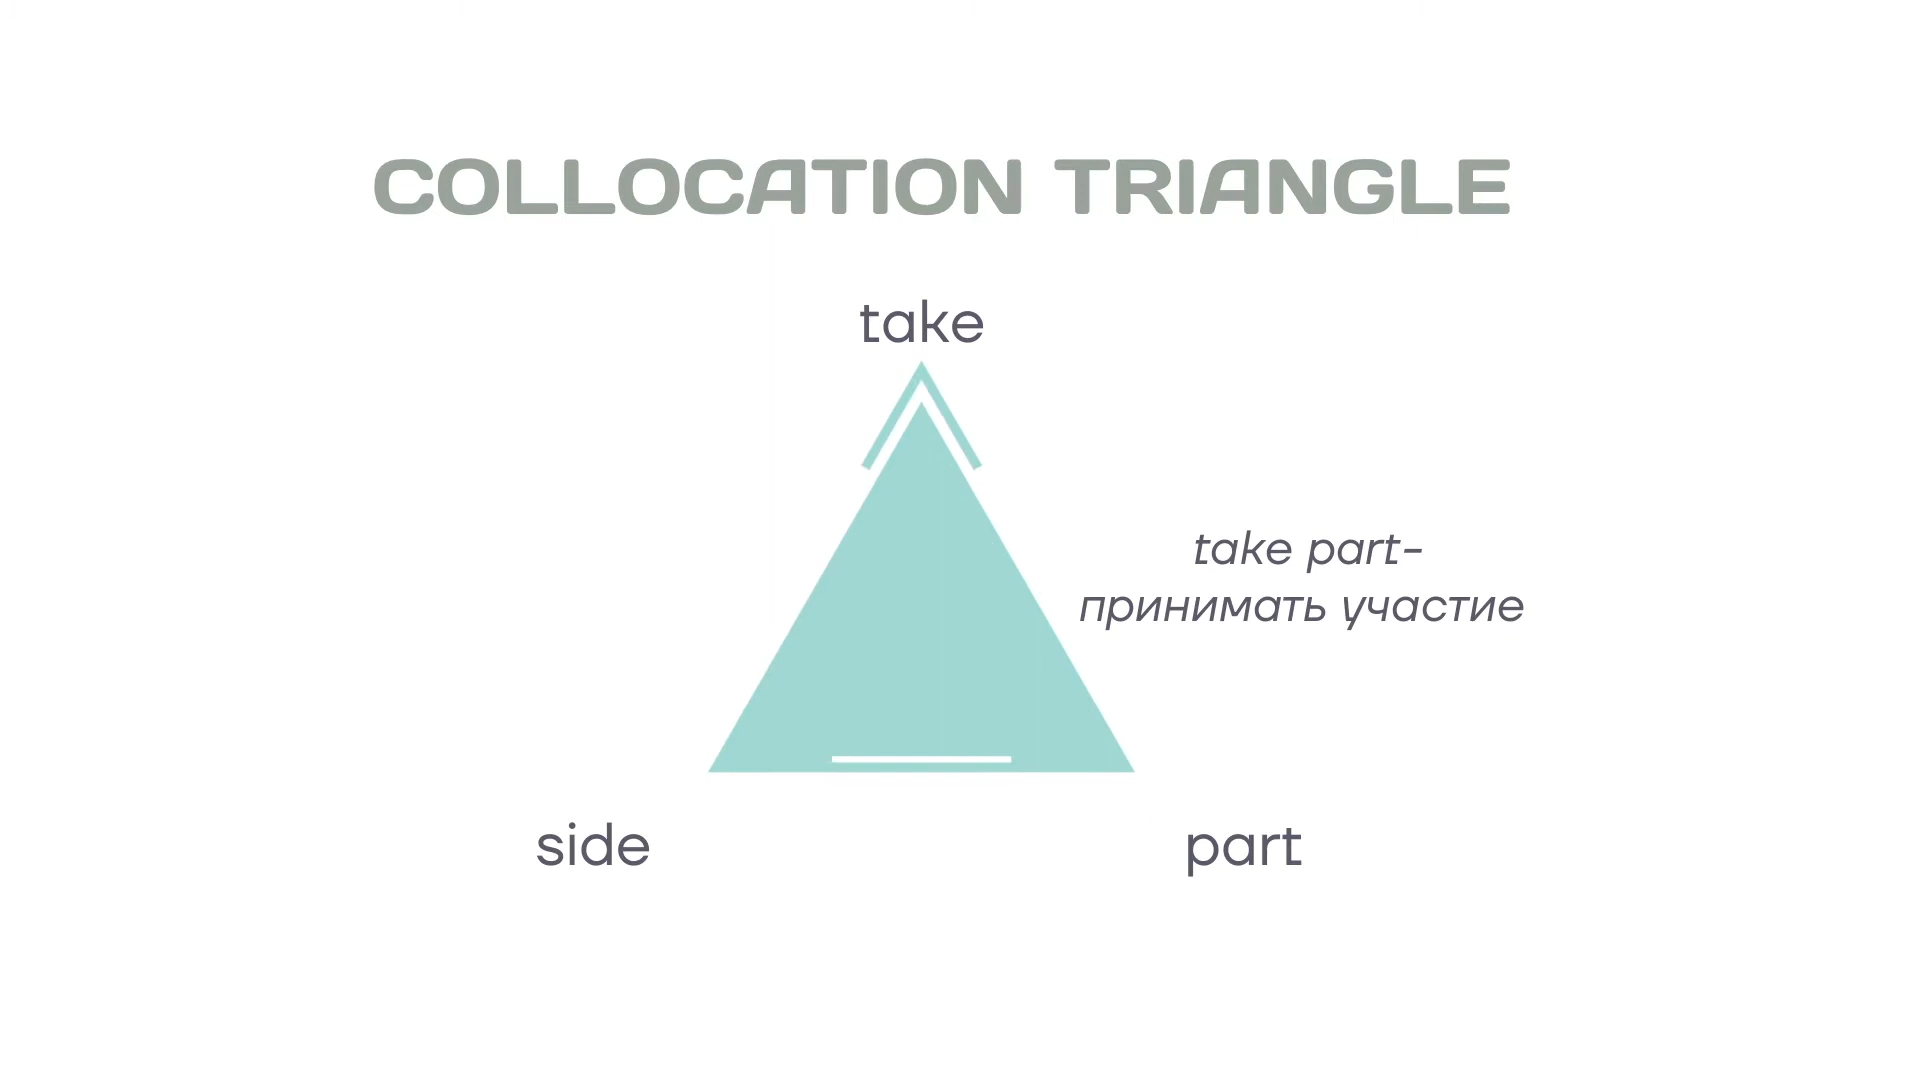 COLLOCATION TRIANGLE
take
take part-
принимать участие
side
part